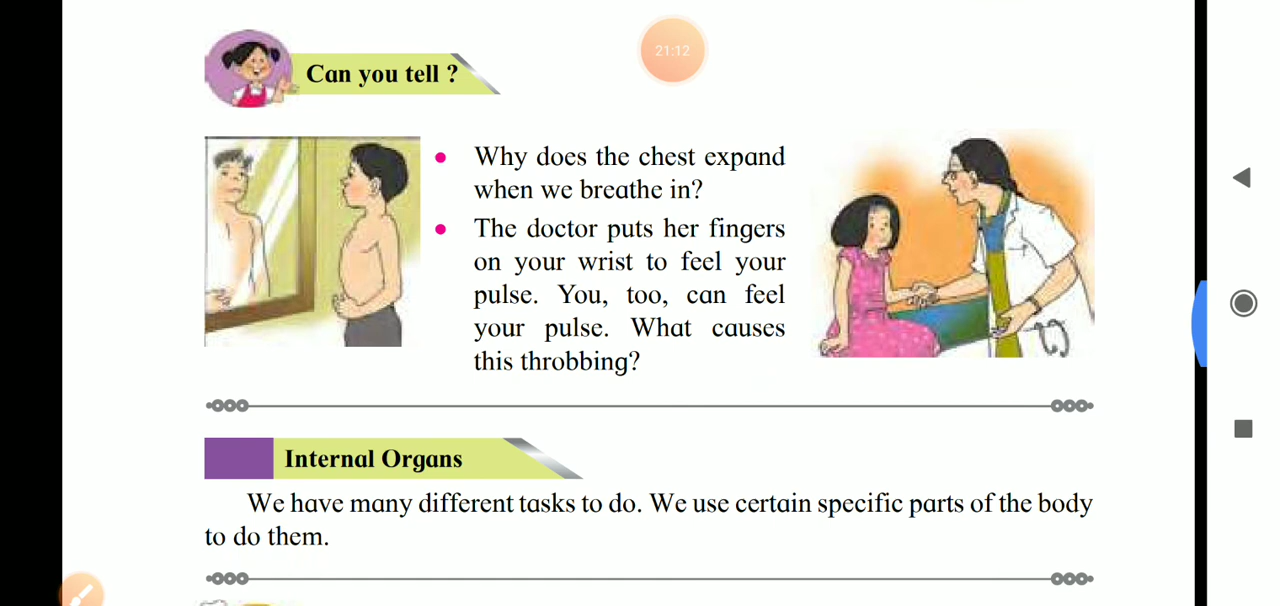 21:12
Can you tell ?
Why does the chest expand
when we breathe in?
The doctor puts her fingers
on your wrist to feel your
pulse. You, too, can feel
your pulse. What causes
this throbbing?
Internal Organs
We have many different tasks to do. We use certain specific parts of the body
to do them.